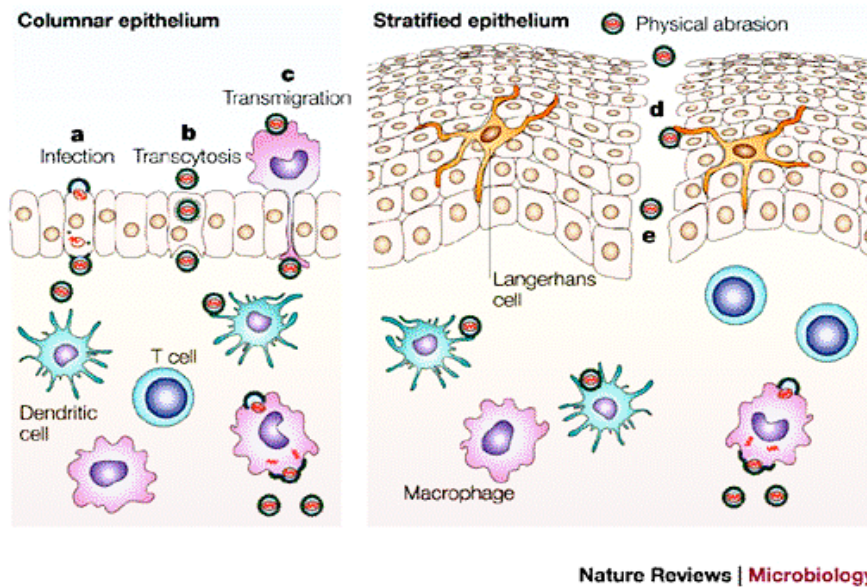 Columnar epithelium
Stratified epithelium
Physical abrasion
c
Transmigration
a
Infection
b
Transcytosis
d
e
Langerhans
cell
T cell
Dendritic
cell
Macrophage
Nature Reviews | Microbiology